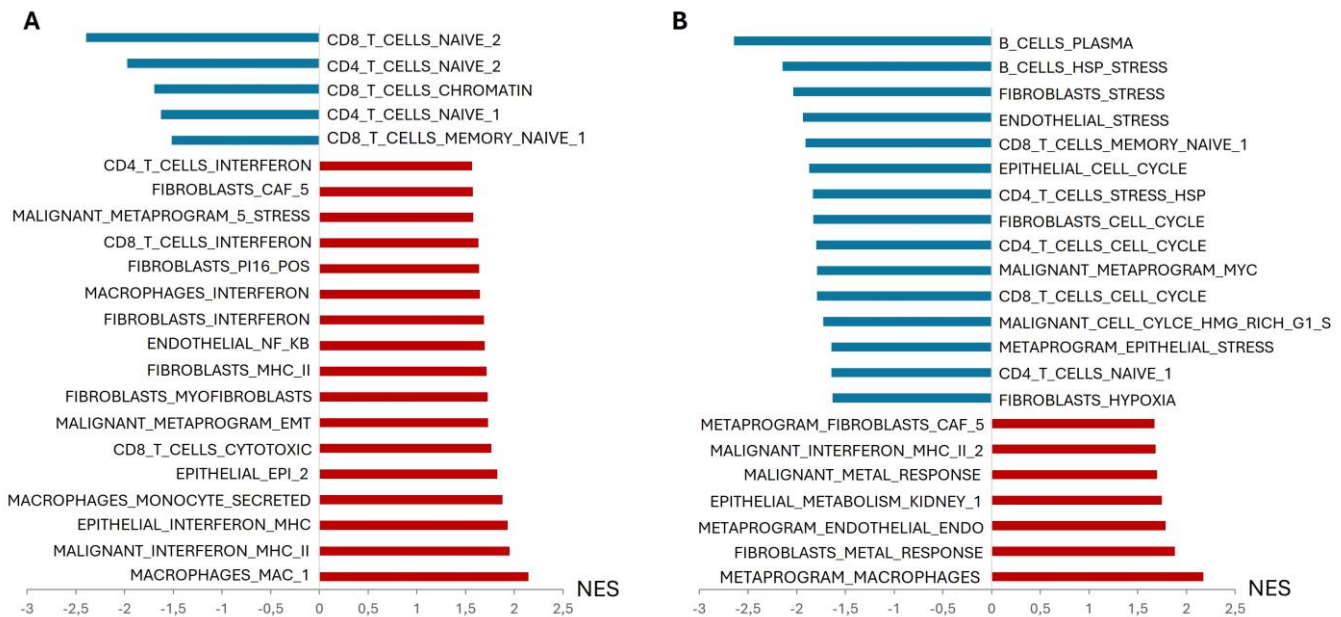 A
CD8_T_CELLS_NAIVE_2
CD4_T_CELLS_NAIVE_2
CD8_T_CELLS_CHROMATIN
CD4_T_CELLS_NAIVE_1
CD8_T_CELLS_MEMORY_NAIVE_1
CD4_T_CELLS_INTERFERON
FIBROBLASTS_CAF_5
MALIGNANT_METAPROGRAM_5_STRESS
CD8_T_CELLS_INTERFERON
FIBROBLASTS_PI16_POS
MACROPHAGES_INTERFERON
FIBROBLASTS_INTERFERON
ENDOTHELIAL_NF_KB
FIBROBLASTS_MHC_II
FIBROBLASTS_MYOFIBROBLASTS
MALIGNANT_METAPROGRAM_EMT
CD8_T_CELLS_CYTOTOXIC
EPITHELIAL_EPI_2
MACROPHAGES_MONOCYTE_SECRETED
EPITHELIAL_INTERFERON_MHC
MALIGNANT_INTERFERON_MHC_II
MACROPHAGES_MAC_1
NES
-3 -2,5 -2 -1,5 -1 -0,5 0 0,5 1 1,5 2 2,5
B
B_CELLS_PLASMA
B_CELLS_HSP_STRESS
FIBROBLASTS_STRESS
ENDOTHELIAL_STRESS
CD8_T_CELLS_MEMORY_NAIVE_1
EPITHELIAL_CELL_CYCLE
CD4_T_CELLS_STRESS_HSP
FIBROBLASTS_CELL_CYCLE
CD4_T_CELLS_CELL_CYCLE
MALIGNANT_METAPROGRAM_MYC
CD8_T_CELLS_CELL_CYCLE
MALIGNANT_CELL_CYLCE_HMG_RICH_G1_S
METAPROGRAM_EPITHELIAL_STRESS
CD4_T_CELLS_NAIVE_1
FIBROBLASTS_HYPOXIA
METAPROGRAM_FIBROBLASTS_CAF_5
MALIGNANT_INTERFERON_MHC_II_2
MALIGNANT_METAL_RESPONSE
EPITHELIAL_METABOLISM_KIDNEY_1
METAPROGRAM_ENDOTHELIAL_ENDO
FIBROBLASTS_METAL_RESPONSE
METAPROGRAM_MACROPHAGES
NES
-3 -2,5 -2 -1,5 -1 -0,5 0 0,5 1 1,5 2 2,5